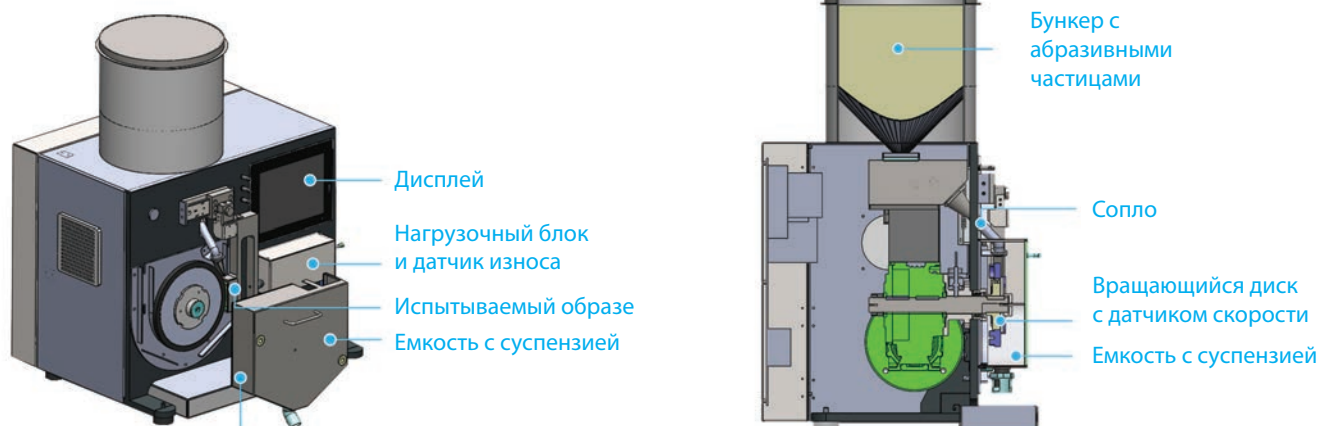 Дисплей
Нагрузочный блок
и датчик износа
Испытываемый образе
Емкость с суспензией
Бункер с
абразивными
частицами
Сопло
Вращающийся диск
с датчиком скорости
Емкость с суспензией